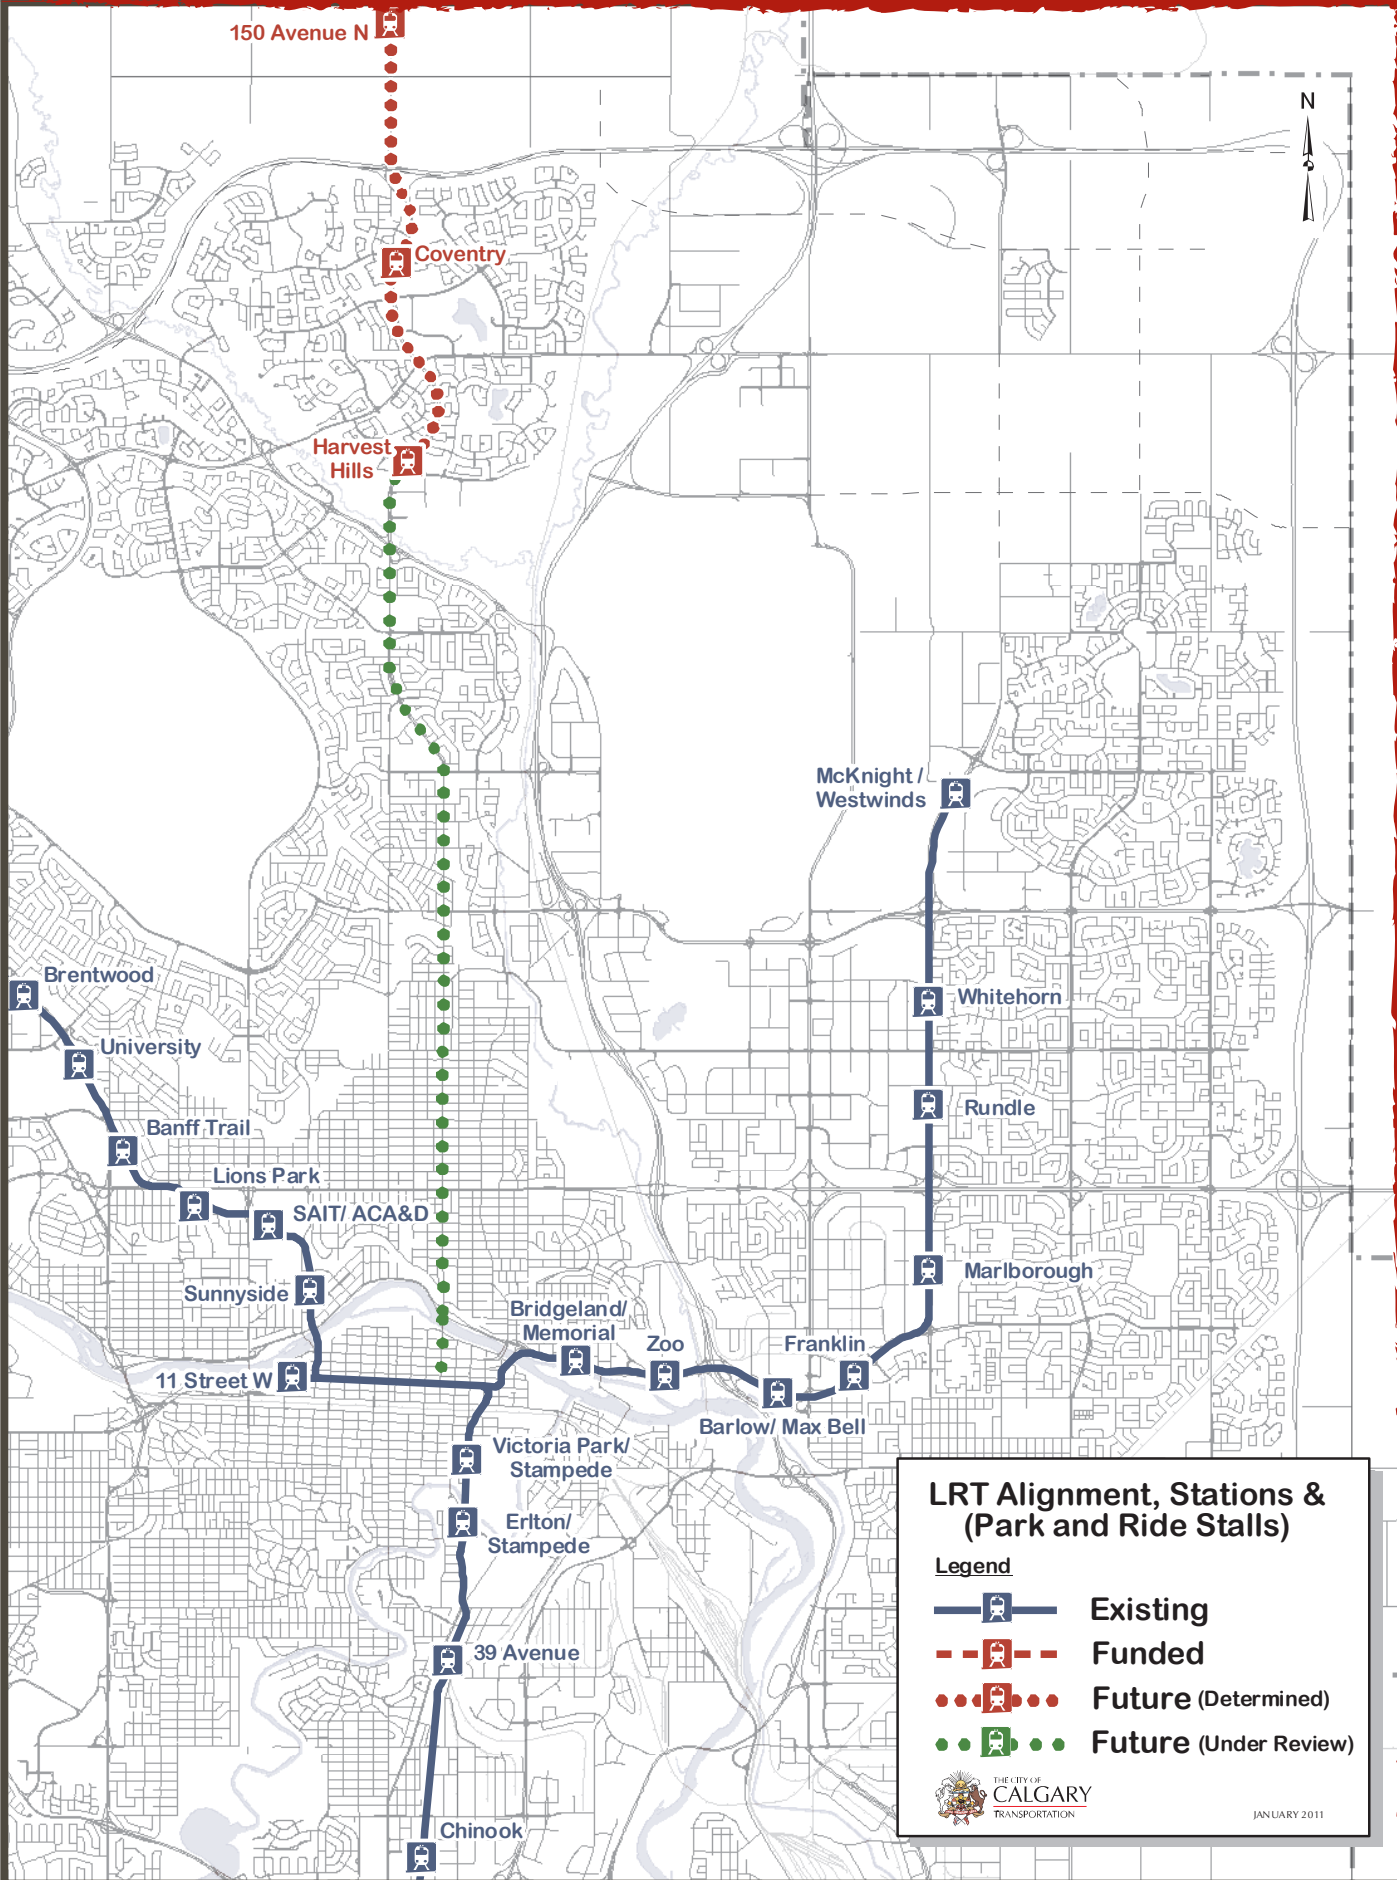 150 Avenue N
N
Coventry
Harvest
Hills
McKnight /
Westwinds
Brentwood
Whitehorn
University
Rundle
Banff Trail
Lions Park
SAIT/ ACA&D
Marlborough
Sunnyside
Bridgeland/
Memorial
Zoo
Franklin
11 Street W
Barlow/ Max Bell
Victoria Park/
Stampede
Erlton/
Stampede
39 Avenue
Chinook
LRT Alignment, Stations &
(Park and Ride Stalls)
Legend
Existing
Funded
Future (Determined)
Future (Under Review)
THE CITY OF
CALGARY
TRANSPORTATION
JANUARY 2011